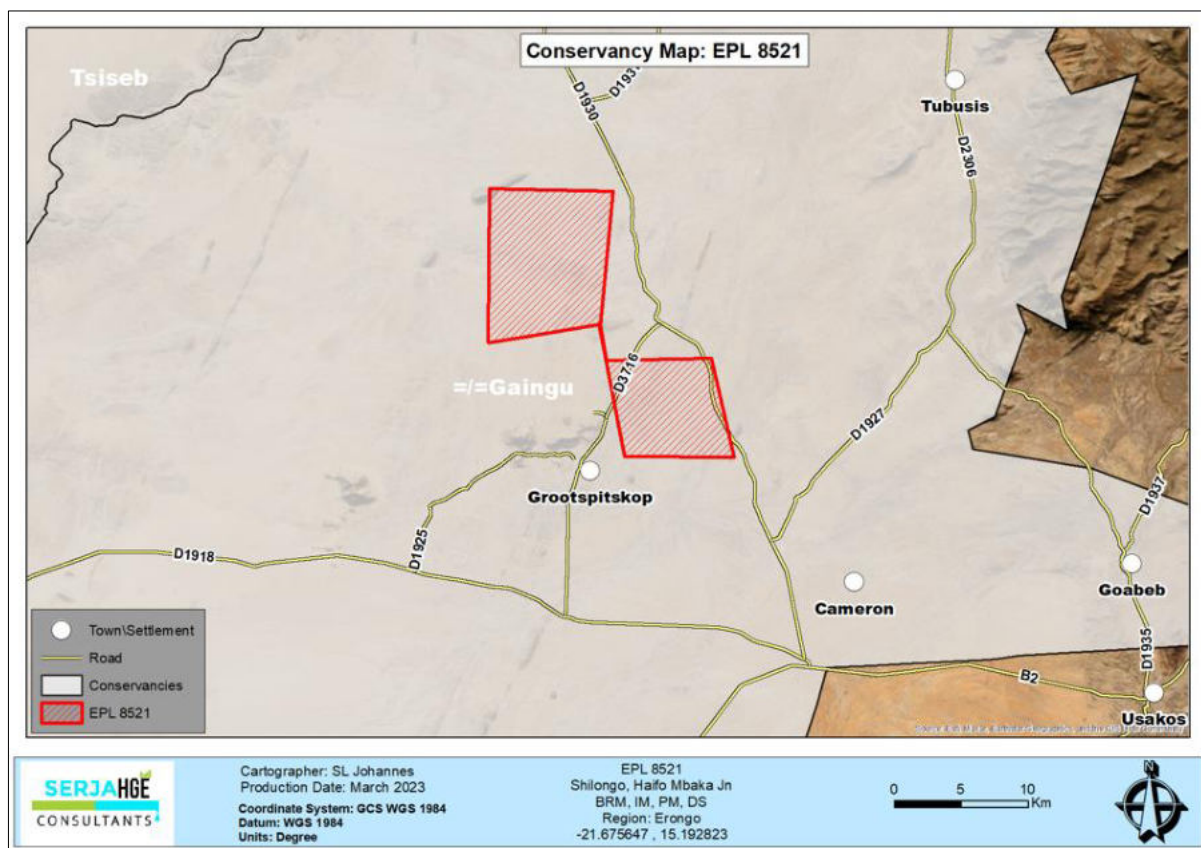 Conservancy Map: EPL 8521
Tsiseb
D1930
D1931
Tubusis
D2306
=/=Gaingu
D3716
D1927
Grootspitskop
D1925
D1918
D1937
Cameron
Goabeb
D1935
B2
Usakos
Town\Settlement
Road
Conservancies
EPL 8521
SERJAHGE
CONSULTANTS
Cartographer: SL Johannes
Production Date: March 2023
Coordinate System: GCS WGS 1984
Datum: WGS 1984
Units: Degree
EPL 8521
Shilongo, Haifo Mbaka Jn
BRM, IM, PM, DS
Region: Erongo
-21.675647 , 15.192823
0 5 10
Km
N